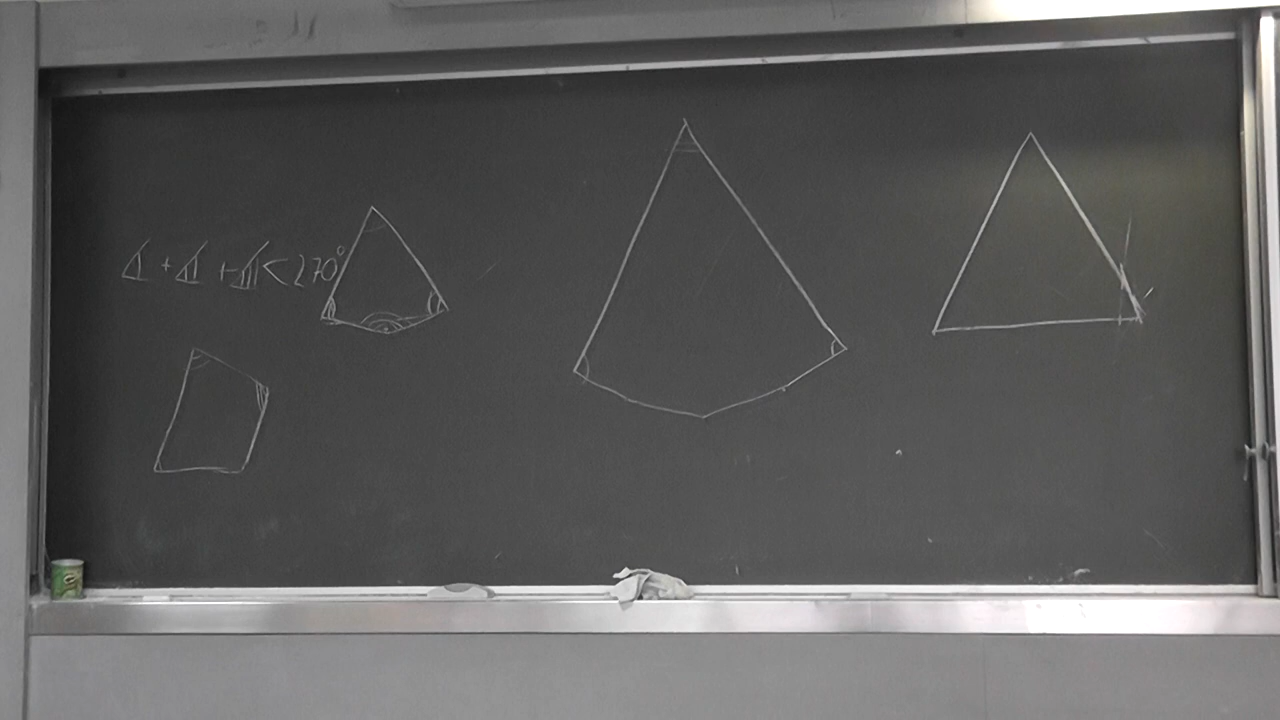 ∡ + ∡ + ∡ < 270°